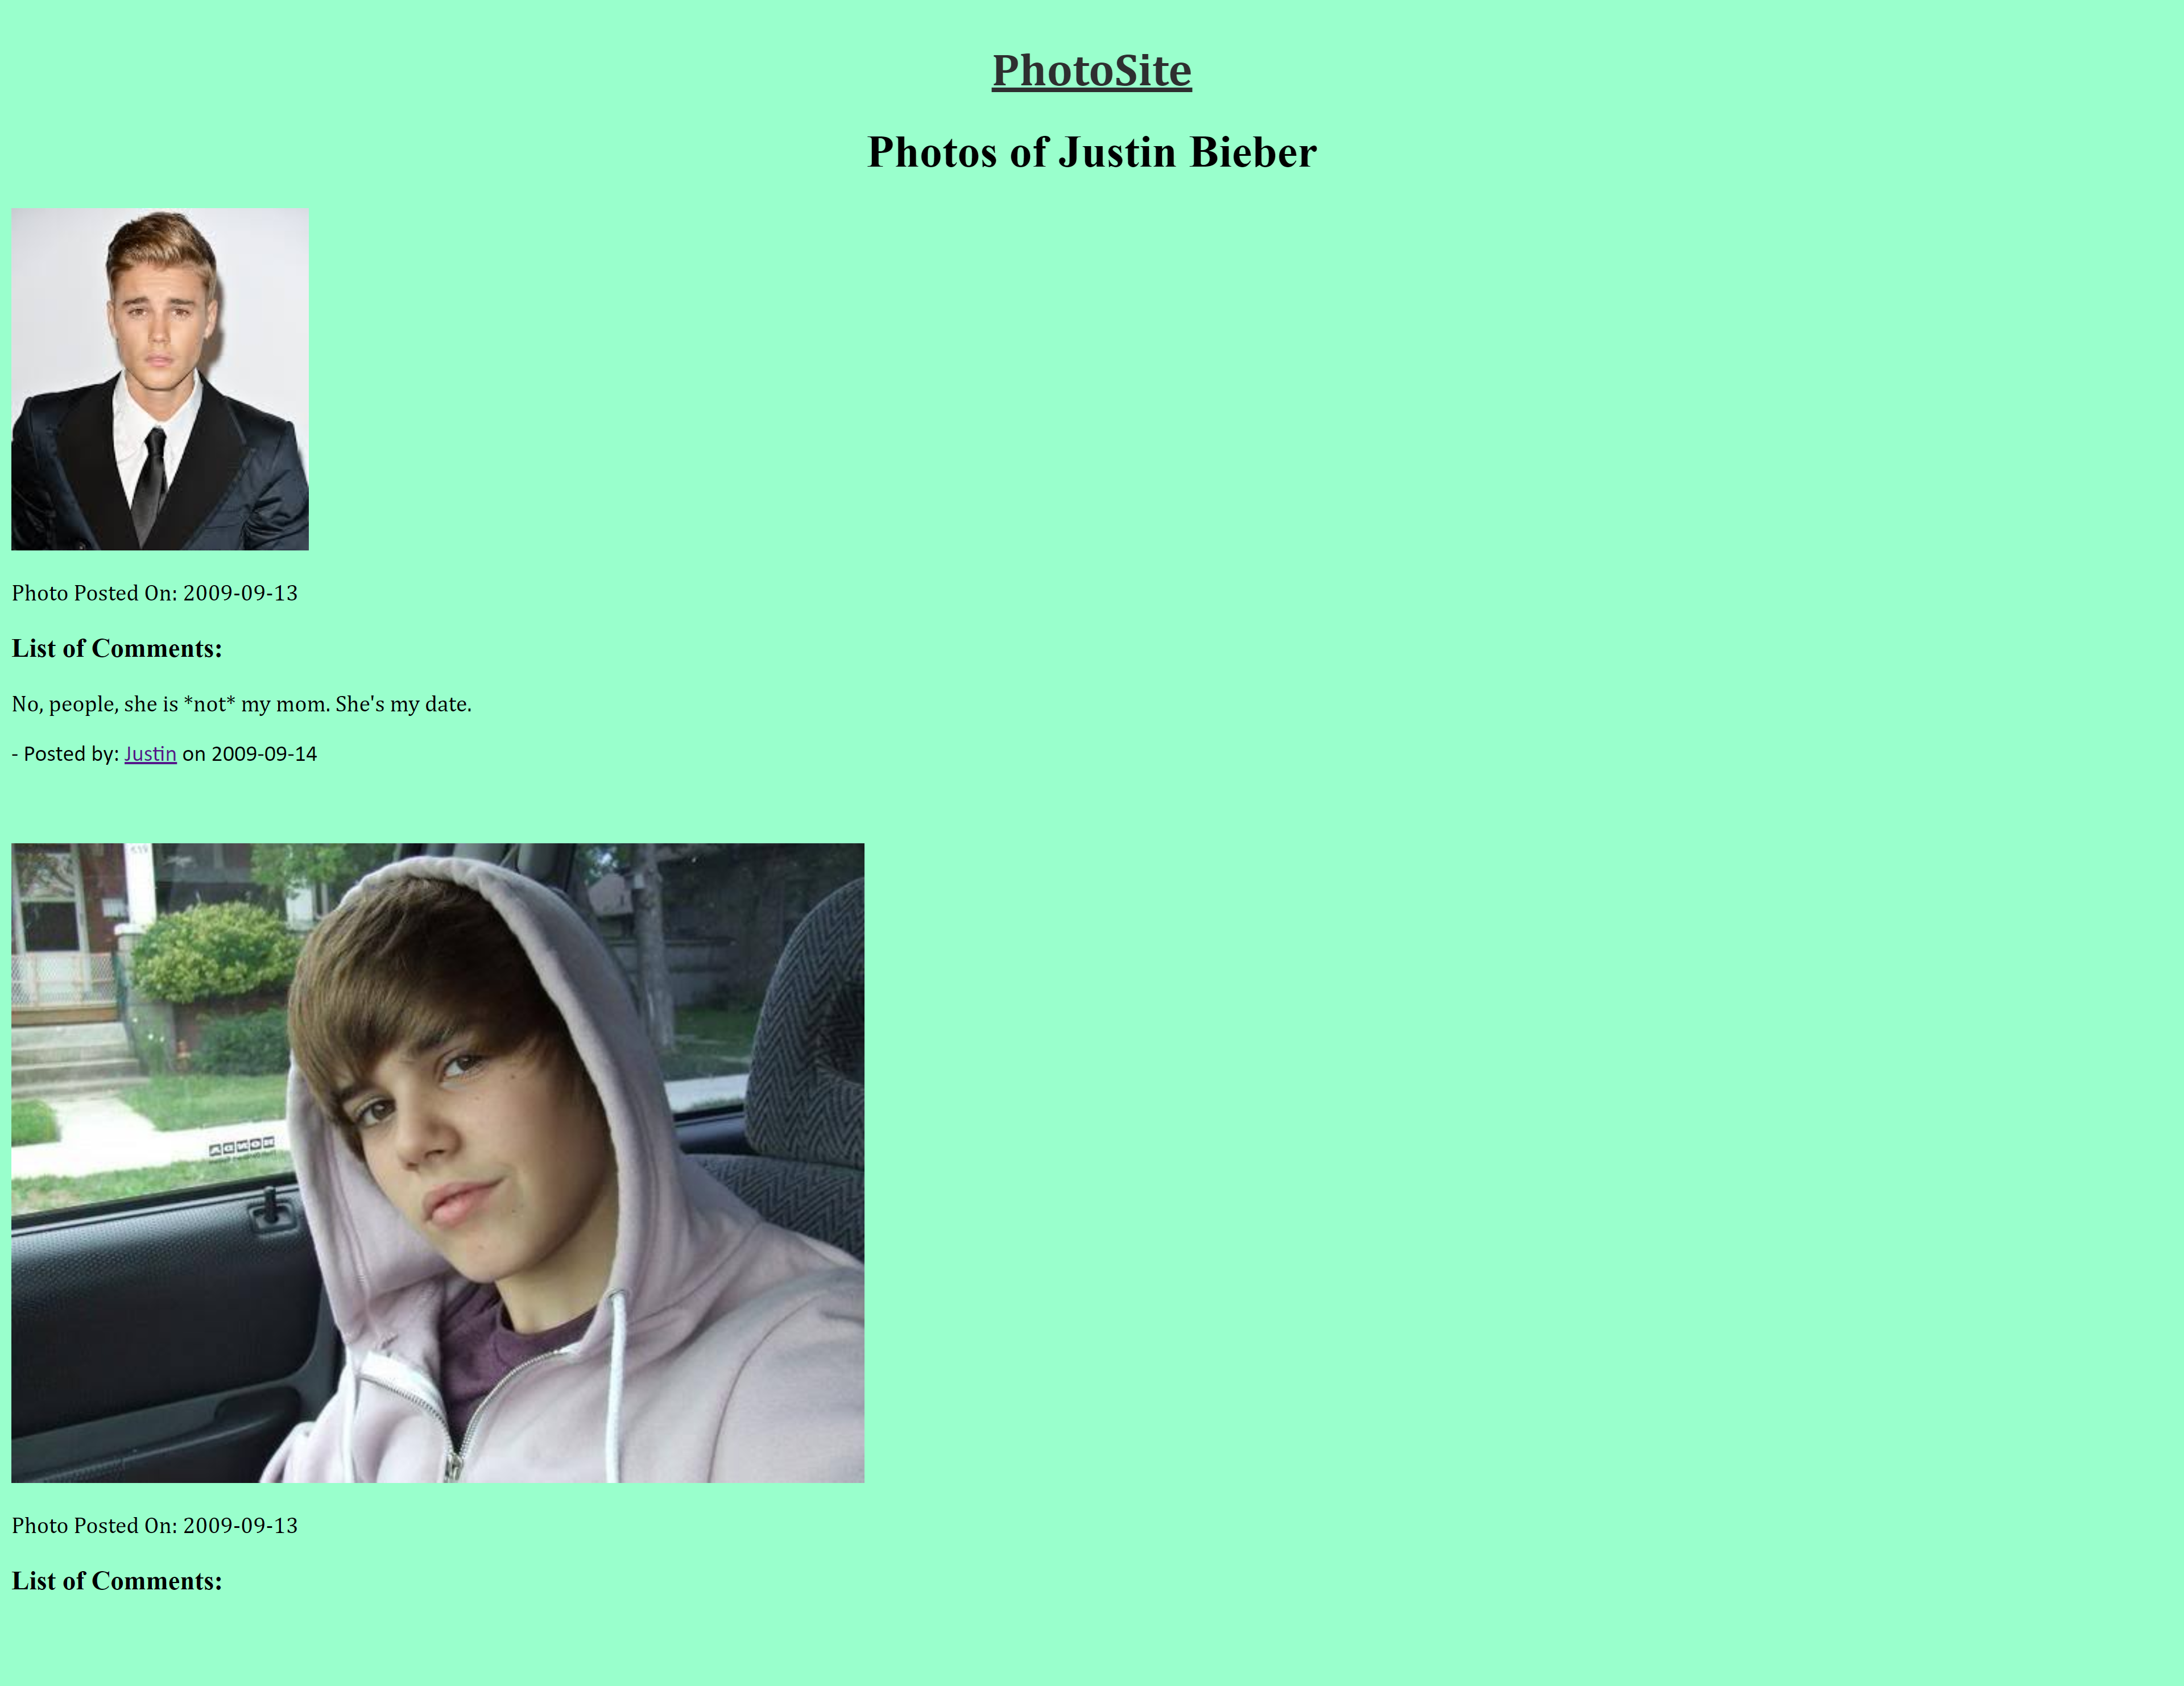 PhotoSite
Photos of Justin Bieber
Photo Posted On: 2009-09-13
List of Comments:
No, people, she is *not* my mom. She's my date.
- Posted by: Justin on 2009-09-14
HONDA
Photo Posted On: 2009-09-13
List of Comments: